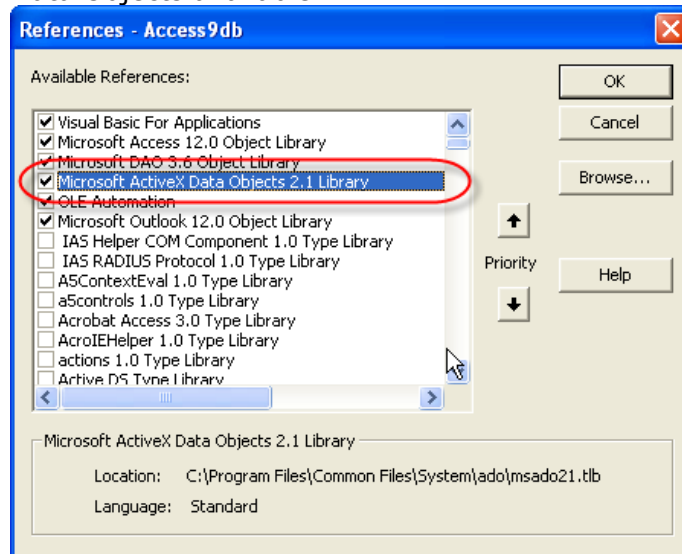 References - Access9db
Available References:
OK
Visual Basic For Applications
Cancel
Microsoft Access 12.0 Object Library
Microsoft DAO 3.6 Object Library
Microsoft ActiveX Data Objects 2.1 Library
Browse...
OLE Automation
Microsoft Outlook 12.0 Object Library
IAS Helper COM Component 1.0 Type Library
IAS RADIUS Protocol 1.0 Type Library
Priority
A5ContextEval 1.0 Type Library
Help
a5controls 1.0 Type Library
Acrobat Access 3.0 Type Library
AcroIEHelper 1.0 Type Library
actions 1.0 Type Library
Active DS Type Library
Microsoft ActiveX Data Objects 2.1 Library
Location: C:\Program Files\Common Files\System\ado\msado21.tlb
Language: Standard